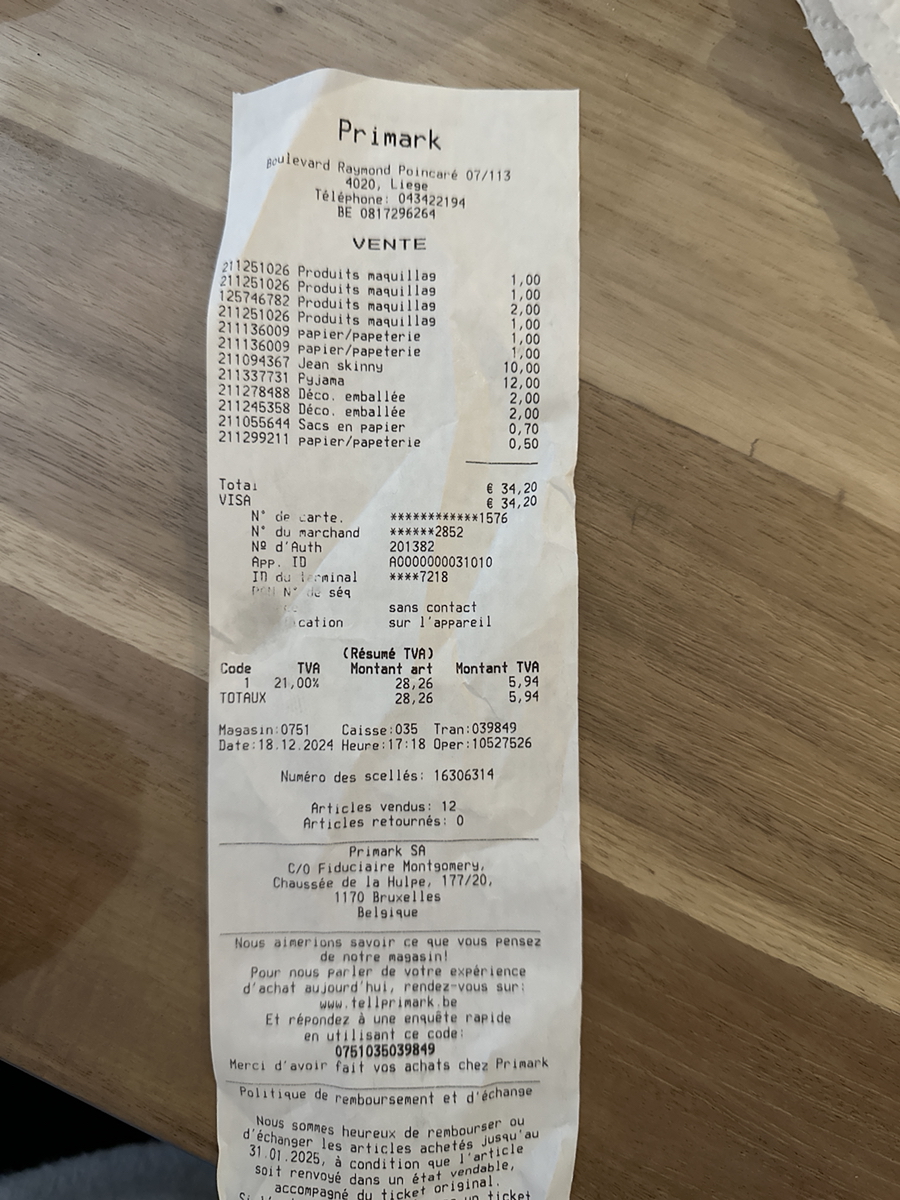 Primark
Boulevard Raymond Poincaré 07/113
4020, Liege
Téléphone: 043422194
BE 0817296264
VENTE
211251026 Produits maquillag 1,00
211251026 Produits maquillag 1,00
125746782 Produits maquillag 2,00
211251026 Produits maquillag 1,00
211136009 papier/papeterie 1,00
211136009 papier/papeterie 1,00
211094367 Jean skinny 10,00
211337731 Pyjama 12,00
211278488 Déco. emballée 2,00
211245358 Déco. emballée 2,00
211055644 Sacs en papier 0,70
211299211 papier/papeterie 0,50
Total € 34,20
VISA € 34,20
N° de carte. ************1576
N° du marchand ******2852
Nº d'Auth 201382
App. ID A0000000031010
ID du terminal ****7218
PAN N° de séq
sans contact
sur l'appareil
(Résumé TVA)
Code TVA Montant art Montant TVA
1 21,00% 28,26 5,94
TOTAUX 28,26 5,94
Magasin:0751 Caisse:035 Tran:039849
Date:18.12.2024 Heure:17:18 Oper:10527526
Numéro des scellés: 16306314
Articles vendus: 12
Articles retournés: 0
Primark SA
C/O Fiduciaire Montgomery,
Chaussée de la Hulpe, 177/20,
1170 Bruxelles
Belgique
Nous aimerions savoir ce que vous pensez
de notre magasin!
Pour nous parler de votre expérience
d'achat aujourd'hui, rendez-vous sur:
www.tellprimark.be
Et répondez à une enquête rapide
en utilisant ce code:
0751035039849
Merci d'avoir fait vos achats chez Primark
Politique de remboursement et d'échange
Nous sommes heureux de rembourser ou
d'échanger les articles achetés jusqu'au
31.01.2025, à condition que l'article
soit renvoyé dans un état vendable,
accompagné du ticket original.
un ticket